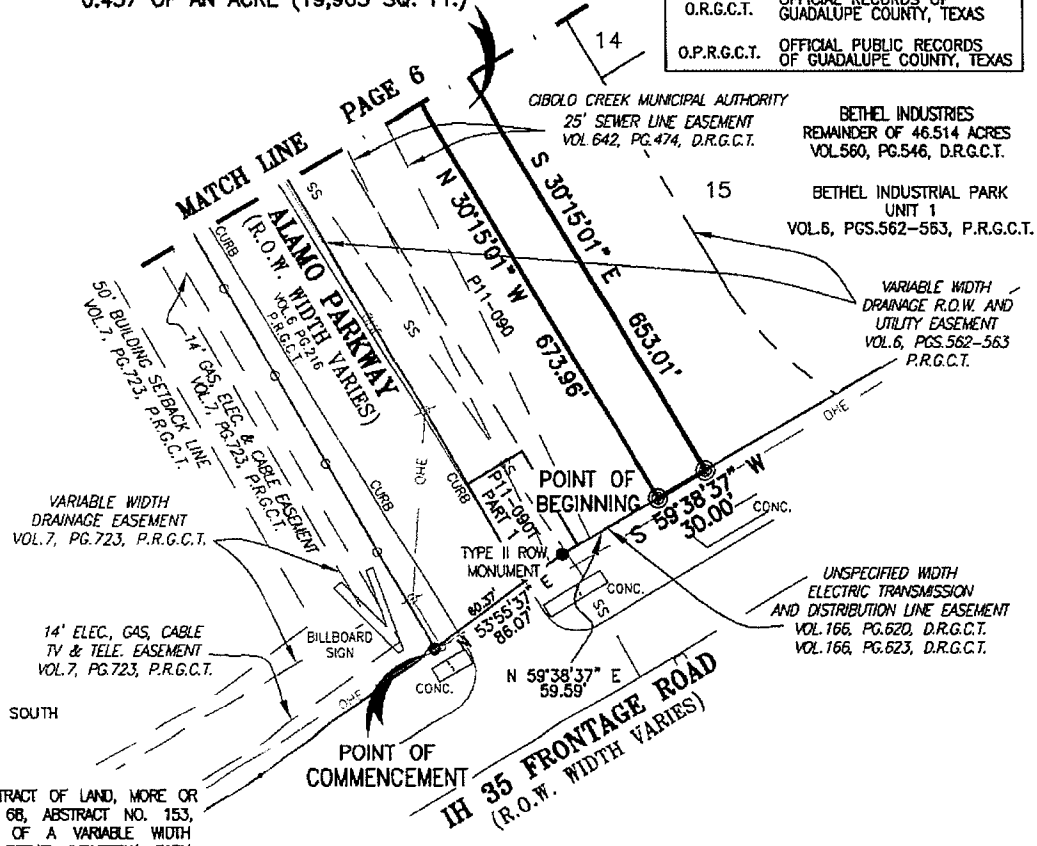 0.457 OF AN ACRE (19,905 SQ. FT.)
O.R.G.C.T. OFFICIAL RECORDS OF
GUADALUPE COUNTY, TEXAS
O.P.R.G.C.T. OFFICIAL PUBLIC RECORDS
OF GUADALUPE COUNTY, TEXAS
14
MATCH LINE PAGE 6
CIBOLO CREEK MUNICIPAL AUTHORITY
25' SEWER LINE EASEMENT
VOL.642, PG.474, D.R.G.C.T.
BETHEL INDUSTRIES
REMAINDER OF 46.514 ACRES
VOL.560, PG.546, D.R.G.C.T.
15
BETHEL INDUSTRIAL PARK
UNIT 1
VOL.6, PGS.562-563, P.R.G.C.T.
VARIABLE WIDTH
DRAINAGE R.O.W. AND
UTILITY EASEMENT
VOL.6, PGS.562-563
P.R.G.C.T.
N 30°15'01" W
673.96'
S 30°15'01" E
653.01'
SS
SS
P11-090
ALAMO PARKWAY
(R.O.W. WIDTH VARIES)
VOL.6 PG.216
P.R.G.C.T.
OHE
CURB
50' BUILDING SETBACK LINE
VOL.7, PG.723, P.R.G.C.T.
14' GAS, ELEC. & CABLE EASEMENT
VOL.7, PG.723, P.R.G.C.T.
CURB
CURB
OHE
OHE
SS
P11-090T
PART 1
POINT OF
BEGINNING
S 59°38'37" W
30.00'
CONC.
VARIABLE WIDTH
DRAINAGE EASEMENT
VOL.7, PG.723, P.R.G.C.T.
TYPE II ROW
MONUMENT
60.37'
N 53°55'37" E
86.07'
CONC.
SS
UNSPECIFIED WIDTH
ELECTRIC TRANSMISSION
AND DISTRIBUTION LINE EASEMENT
VOL.166, PG.620, D.R.G.C.T.
VOL.166, PG.623, D.R.G.C.T.
14' ELEC., GAS, CABLE
TV & TELE. EASEMENT
VOL.7, PG.723, P.R.G.C.T.
BILLBOARD
SIGN
CONC.
N 59°38'37" E
59.59'
OHE
SOUTH
POINT OF
COMMENCEMENT
IH 35 FRONTAGE ROAD
(R.O.W. WIDTH VARIES)
TRACT OF LAND, MORE OR
68, ABSTRACT NO. 153,
OF A VARIABLE WIDTH